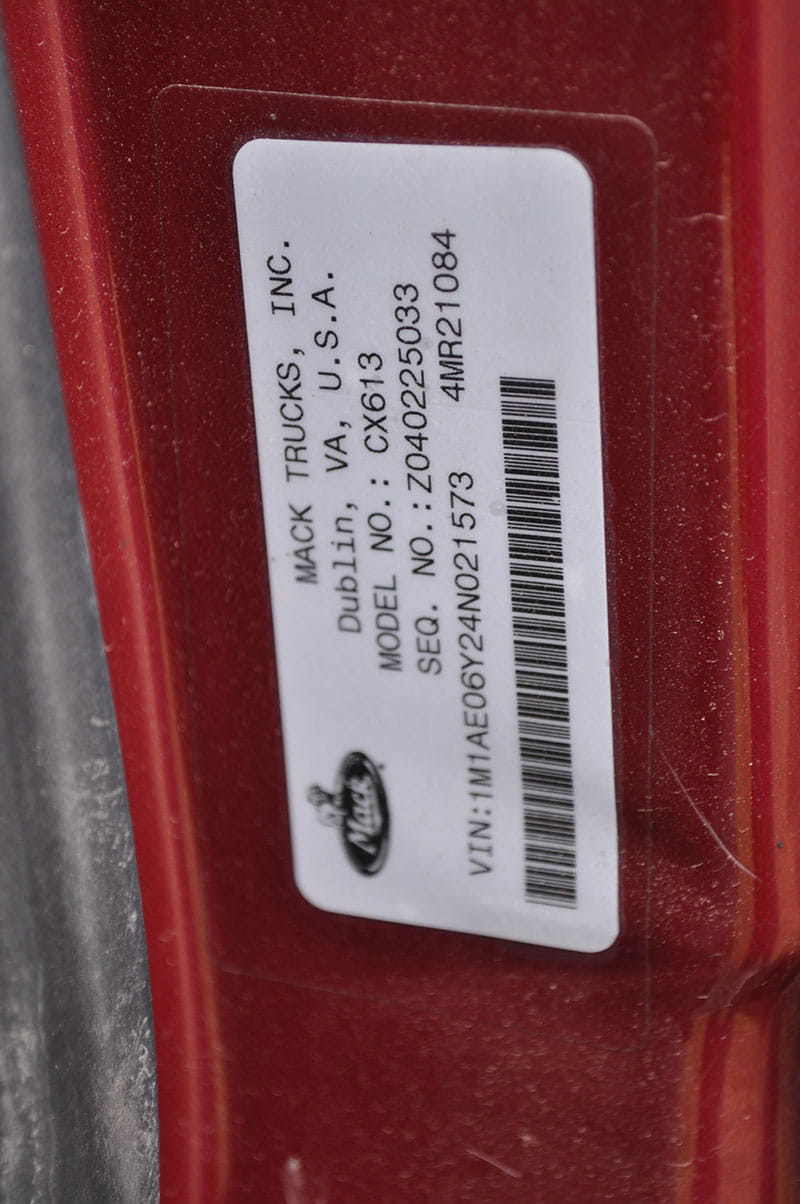 MACK TRUCKS, INC.
Dublin, VA, U.S.A.
MODEL NO.: CX613
SEQ. NO.:Z040225033
4MR21084
VIN:1M1AE06Y24N021573
Mack